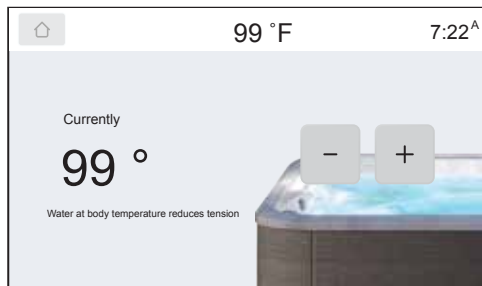 99 ˚F
7:22ᴬ
Currently
99 °
- +
Water at body temperature reduces tension